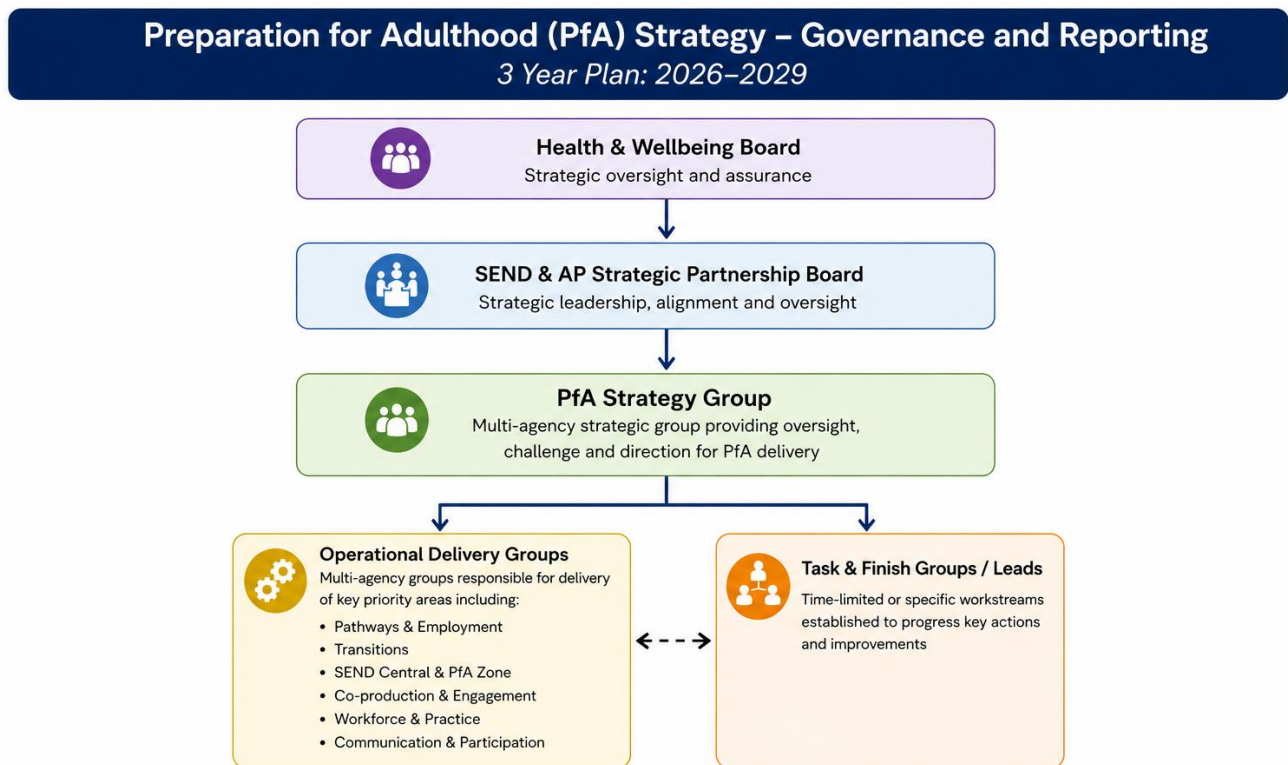 Preparation for Adulthood (PfA) Strategy – Governance and Reporting
3 Year Plan: 2026–2029
Health & Wellbeing Board
Strategic oversight and assurance
SEND & AP Strategic Partnership Board
Strategic leadership, alignment and oversight
PfA Strategy Group
Multi-agency strategic group providing oversight,
challenge and direction for PfA delivery
Operational Delivery Groups
Multi-agency groups responsible for delivery
of key priority areas including:
• Pathways & Employment
• Transitions
• SEND Central & PfA Zone
• Co-production & Engagement
• Workforce & Practice
• Communication & Participation
Task & Finish Groups / Leads
Time-limited or specific workstreams
established to progress key actions
and improvements